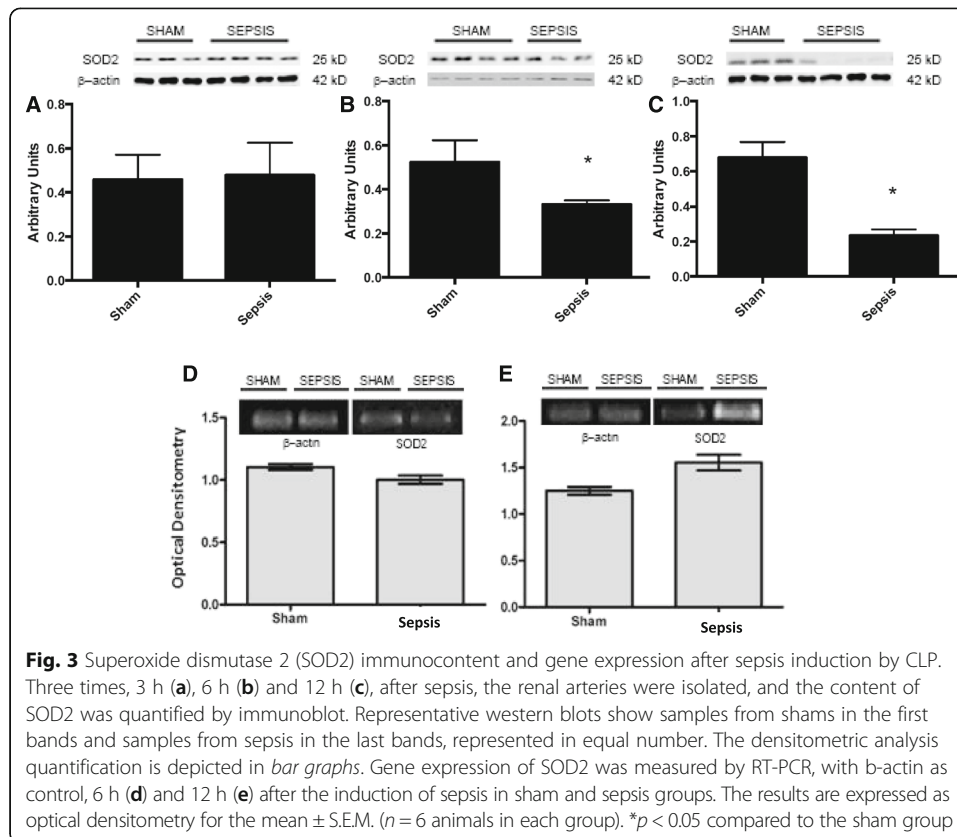 SHAM SEPSIS
SOD2 25 kD
β-actin 42 kD
A
Arbitrary Units
0.8
0.6
0.4
0.2
0.0
Sham Sepsis
SHAM SEPSIS
SOD2 25 kD
β-actin 42 kD
B
Arbitrary Units
0.8
0.6
0.4
0.2
0.0
*
Sham Sepsis
SHAM SEPSIS
SOD2 25 kD
β-actin 42 kD
C
Arbitrary Units
1.0
0.8
0.6
0.4
0.2
0.0
*
Sham Sepsis
D
SHAM SEPSIS SHAM SEPSIS
β-actn SOD2
Optical Densitometry
1.5
1.0
0.5
0.0
Sham Sepsis
E
SHAM SEPSIS SHAM SEPSIS
β-actn SOD2
2.0
1.5
1.0
0.5
0.0
Sham Sepsis
Fig. 3 Superoxide dismutase 2 (SOD2) immunocontent and gene expression after sepsis induction by CLP.
Three times, 3 h (a), 6 h (b) and 12 h (c), after sepsis, the renal arteries were isolated, and the content of
SOD2 was quantified by immunoblot. Representative western blots show samples from shams in the first
bands and samples from sepsis in the last bands, represented in equal number. The densitometric analysis
quantification is depicted in bar graphs. Gene expression of SOD2 was measured by RT-PCR, with b-actin as
control, 6 h (d) and 12 h (e) after the induction of sepsis in sham and sepsis groups. The results are expressed as
optical densitometry for the mean ± S.E.M. (n = 6 animals in each group). *p < 0.05 compared to the sham group